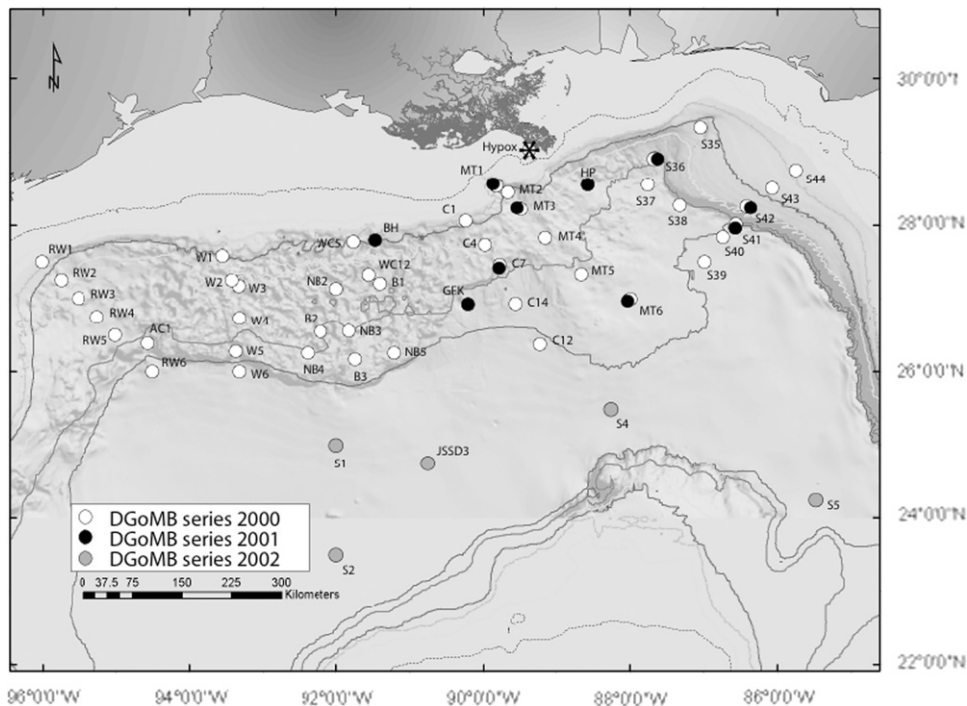 N
30°0'0"N
Hypox
S35
MT1
HP
S36
S44
MT2
S37
S43
MT3
C1
S38
S42
28°0'0"N
BH
WC5
C4
MT4
S41
S40
RW1
W1
WC12
C7
S39
RW2
W2
W3
NB2
B1
MT5
RW3
GFK
C14
MT6
RW4
W4
B2
NB3
AC1
RW5
W5
C12
NB5
RW6
W6
NB4
B3
26°0'0"N
S4
S1
JSSD3
S5
24°0'0"N
DGoMB series 2000
DGoMB series 2001
DGoMB series 2002
S2
0 37.5 75 150 225 300
Kilometers
22°0'0"N
96°0'0"W 94°0'0"W 92°0'0"W 90°0'0"W 88°0'0"W 86°0'0"W